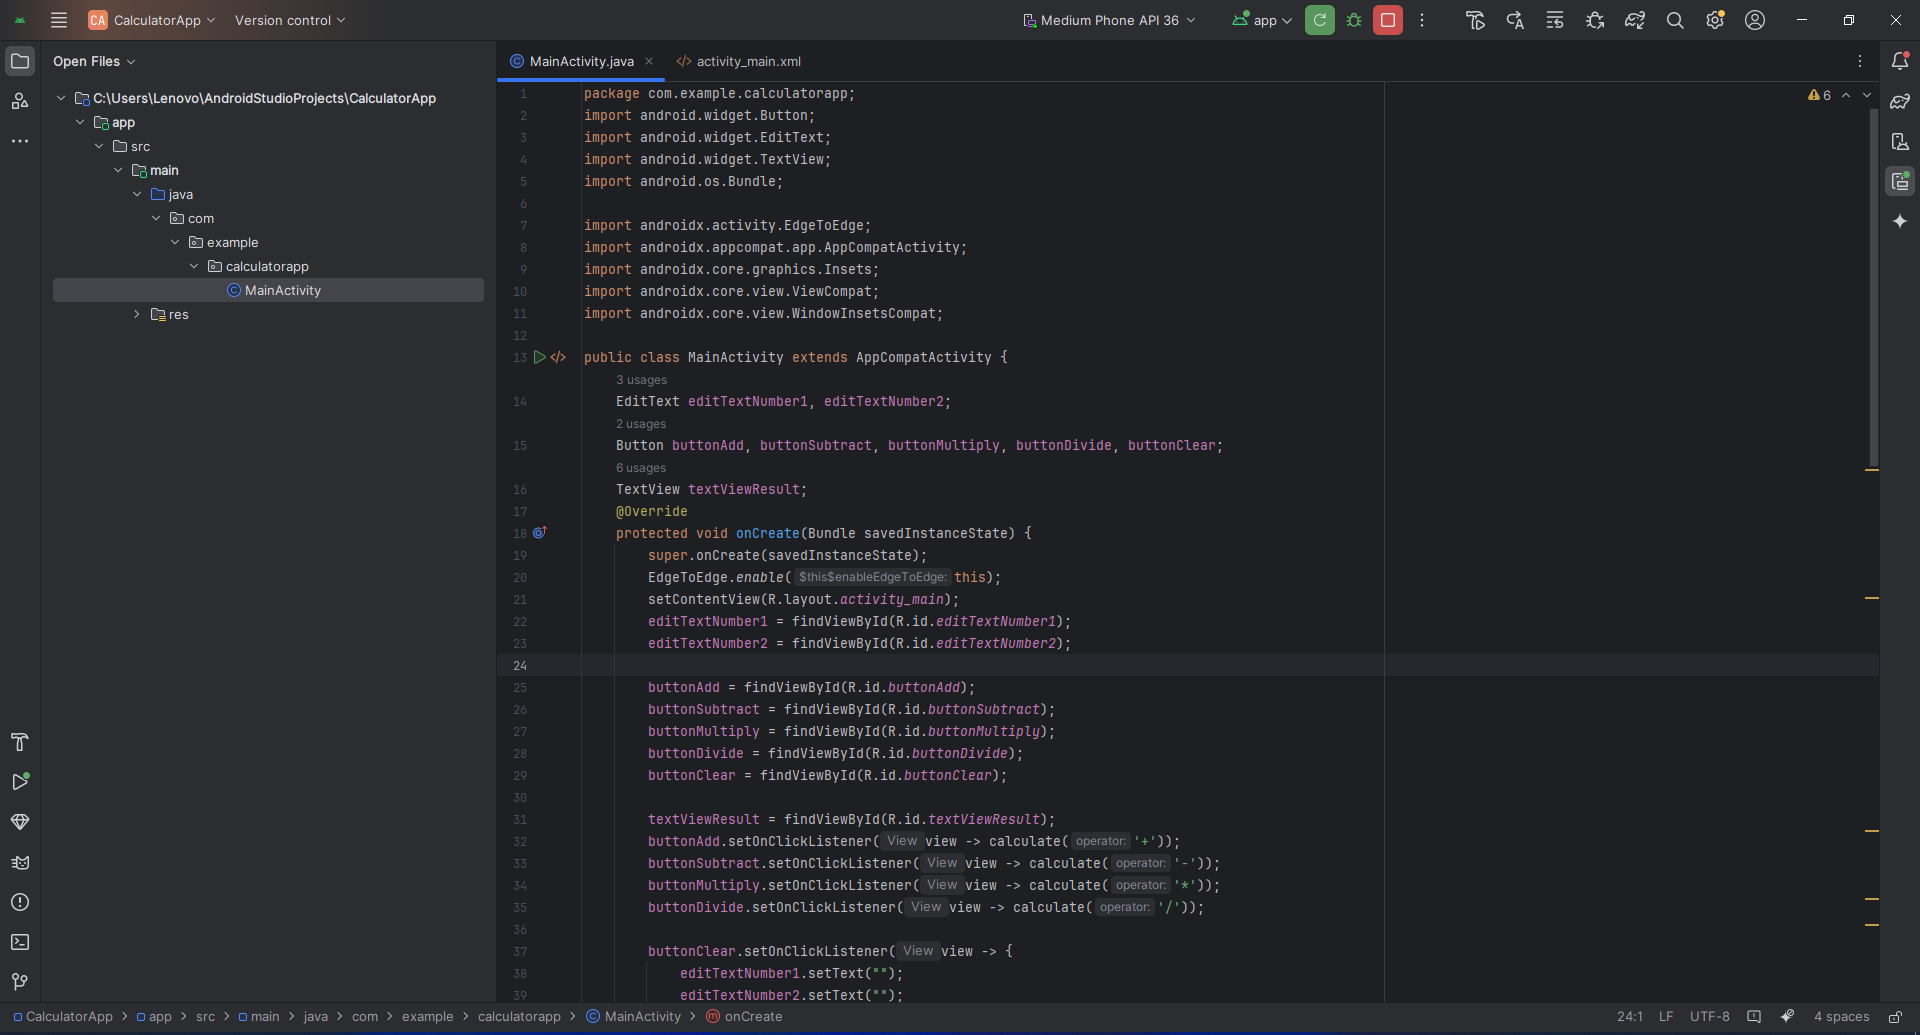 CA CalculatorApp Version control Medium Phone API 36 app
Open Files MainActivity.java activity_main.xml
C:\Users\Lenovo\AndroidStudioProjects\CalculatorApp
app
src
main
java
com
example
calculatorapp
MainActivity
res
6
1 package com.example.calculatorapp;
2 import android.widget.Button;
3 import android.widget.EditText;
4 import android.widget.TextView;
5 import android.os.Bundle;
6
7 import androidx.activity.EdgeToEdge;
8 import androidx.appcompat.app.AppCompatActivity;
9 import androidx.core.graphics.Insets;
10 import androidx.core.view.ViewCompat;
11 import androidx.core.view.WindowInsetsCompat;
12
13 public class MainActivity extends AppCompatActivity {
3 usages
14 EditText editTextNumber1, editTextNumber2;
2 usages
15 Button buttonAdd, buttonSubtract, buttonMultiply, buttonDivide, buttonClear;
6 usages
16 TextView textViewResult;
17 @Override
18 protected void onCreate(Bundle savedInstanceState) {
19 super.onCreate(savedInstanceState);
20 EdgeToEdge.enable( $this$enableEdgeToEdge: this);
21 setContentView(R.layout.activity_main);
22 editTextNumber1 = findViewById(R.id.editTextNumber1);
23 editTextNumber2 = findViewById(R.id.editTextNumber2);
24
25 buttonAdd = findViewById(R.id.buttonAdd);
26 buttonSubtract = findViewById(R.id.buttonSubtract);
27 buttonMultiply = findViewById(R.id.buttonMultiply);
28 buttonDivide = findViewById(R.id.buttonDivide);
29 buttonClear = findViewById(R.id.buttonClear);
30
31 textViewResult = findViewById(R.id.textViewResult);
32 buttonAdd.setOnClickListener( View view -> calculate( operator: '+'));
33 buttonSubtract.setOnClickListener( View view -> calculate( operator: '-'));
34 buttonMultiply.setOnClickListener( View view -> calculate( operator: '*'));
35 buttonDivide.setOnClickListener( View view -> calculate( operator: '/'));
36
37 buttonClear.setOnClickListener( View view -> {
38 editTextNumber1.setText("");
39 editTextNumber2.setText("");
CalculatorApp > app > src > main > java > com > example > calculatorapp > MainActivity > onCreate 24:1 LF UTF-8 4 spaces